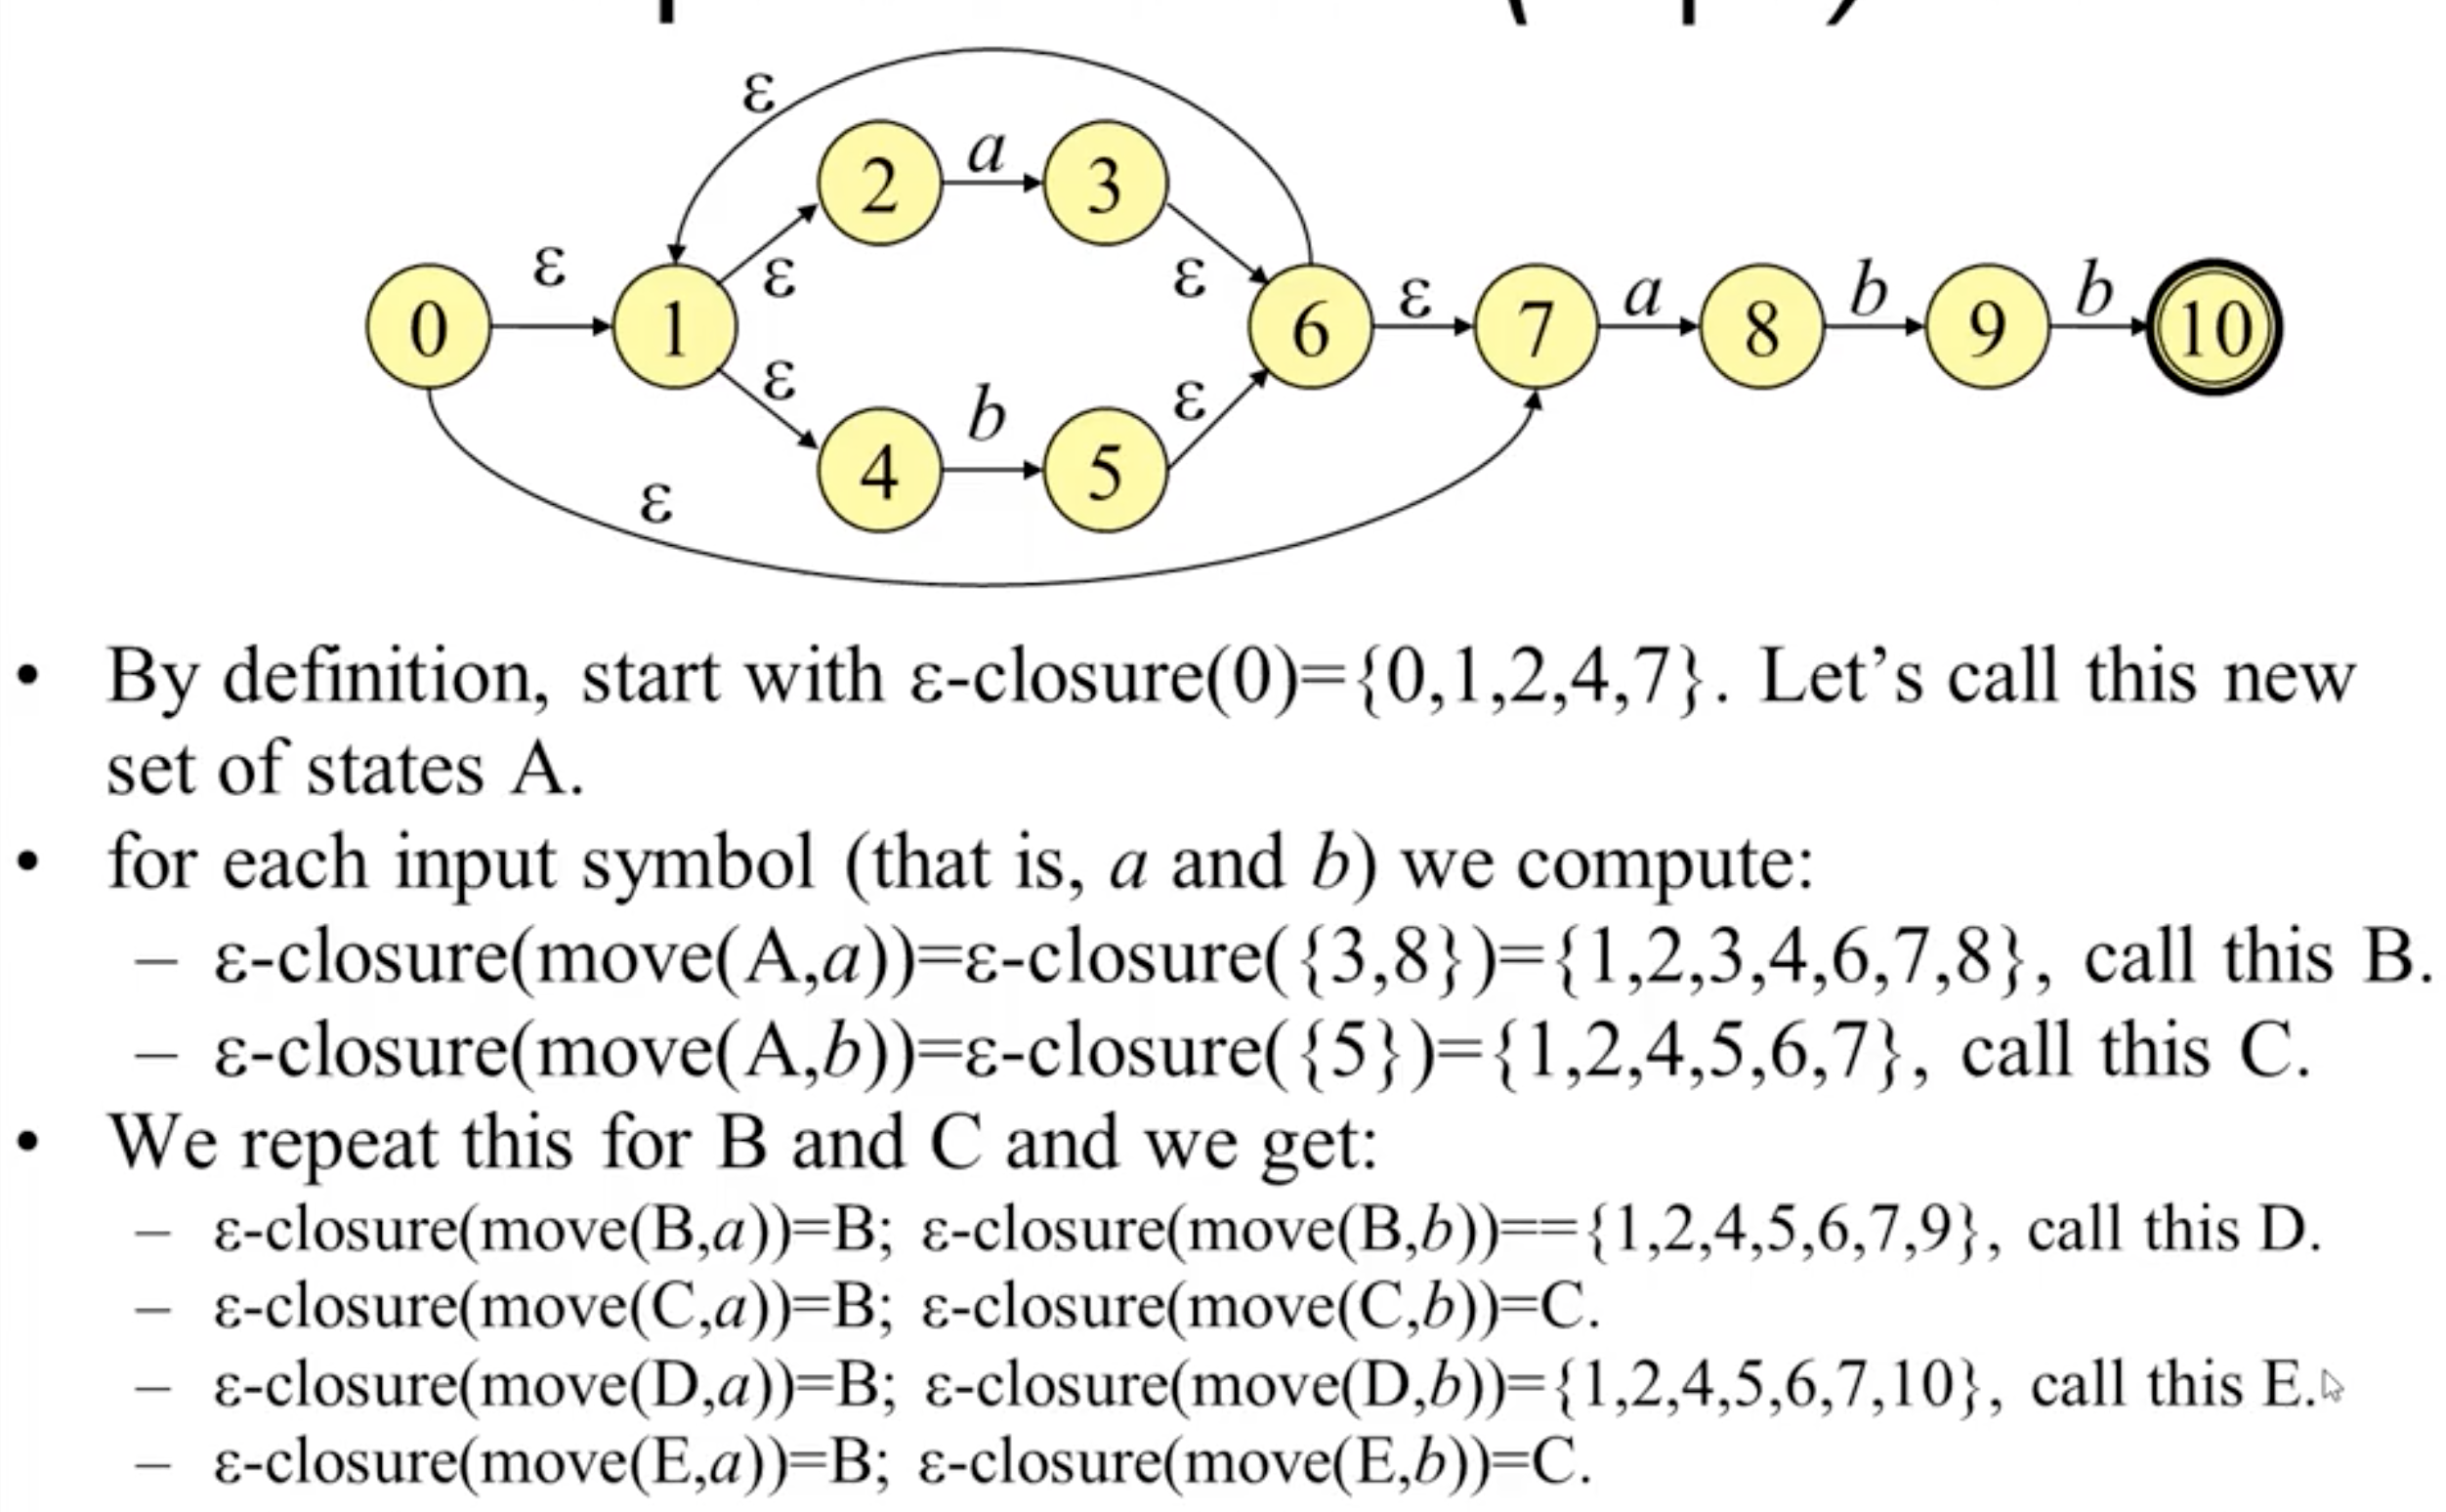 ε
2 a 3
0 ε 1 ε ε 6 ε 7 a 8 b 9 b 10
ε ε
4 b 5
ε
• By definition, start with ε-closure(0)={0,1,2,4,7}. Let’s call this new
set of states A.
• for each input symbol (that is, a and b) we compute:
– ε-closure(move(A,a))=ε-closure({3,8})={1,2,3,4,6,7,8}, call this B.
– ε-closure(move(A,b))=ε-closure({5})={1,2,4,5,6,7}, call this C.
• We repeat this for B and C and we get:
– ε-closure(move(B,a))=B; ε-closure(move(B,b))=={1,2,4,5,6,7,9}, call this D.
– ε-closure(move(C,a))=B; ε-closure(move(C,b))=C.
– ε-closure(move(D,a))=B; ε-closure(move(D,b))={1,2,4,5,6,7,10}, call this E.
– ε-closure(move(E,a))=B; ε-closure(move(E,b))=C.